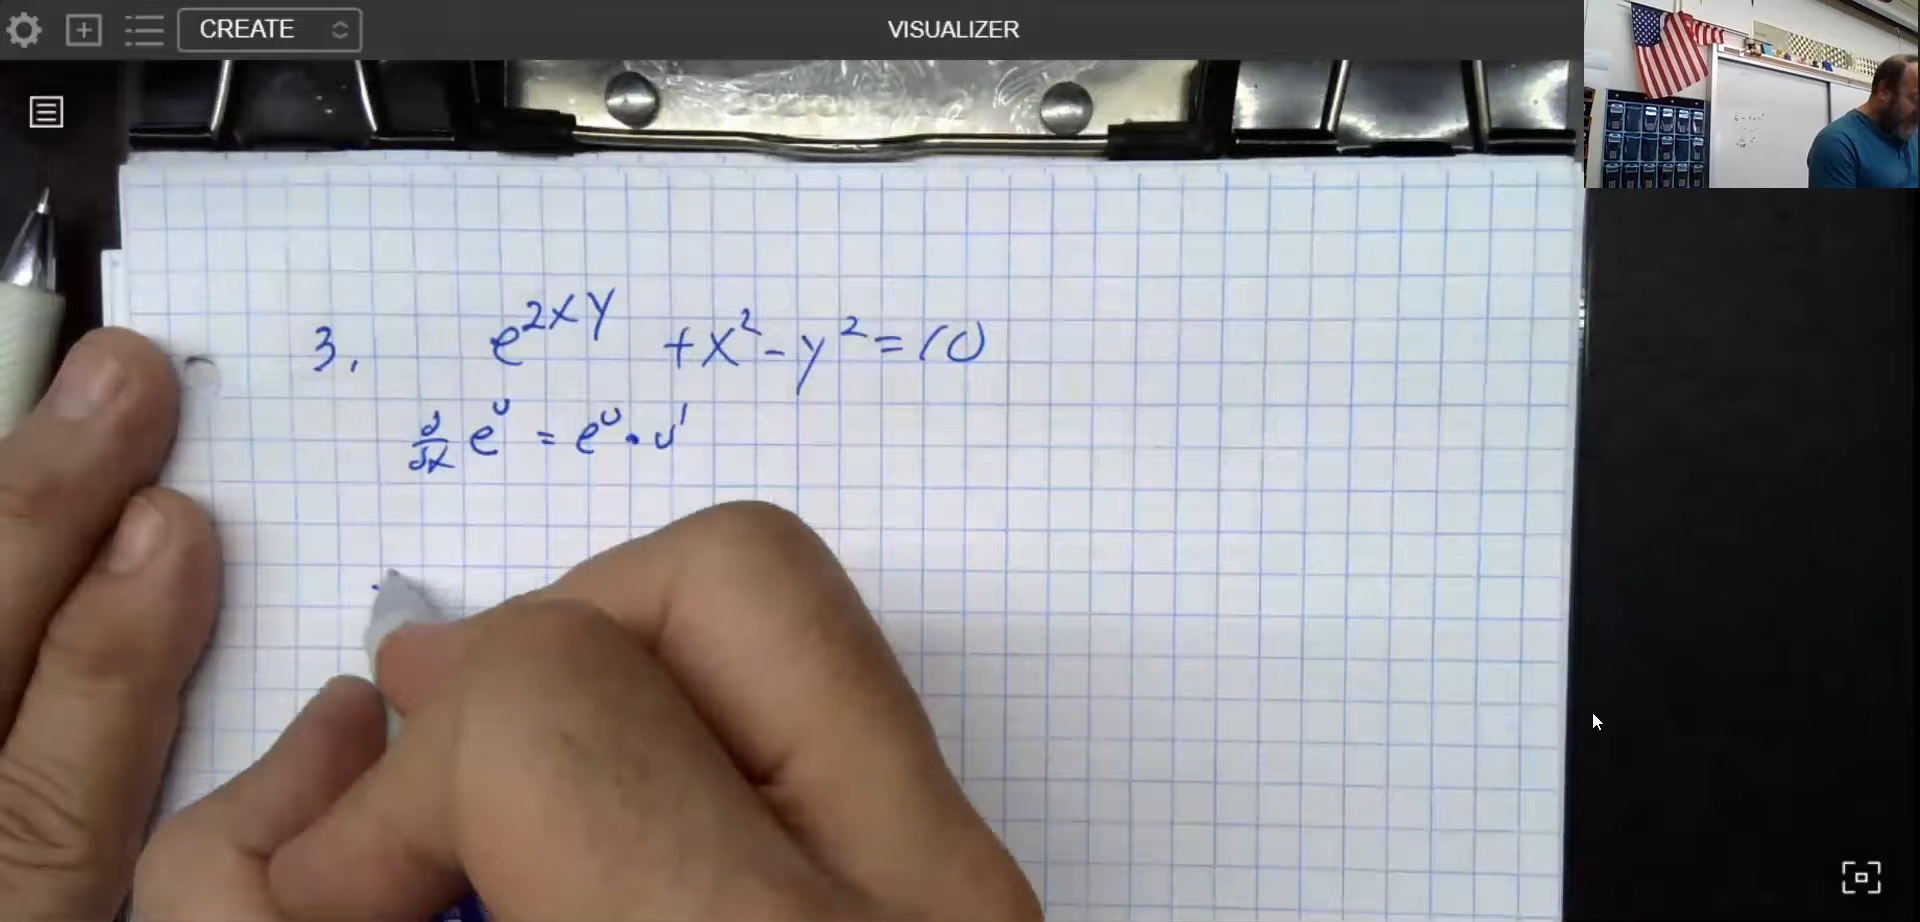 CREATE
VISUALIZER
3. e^{2xy} + x^2 - y^2 = 10
d/dx e^u = e^u · u'